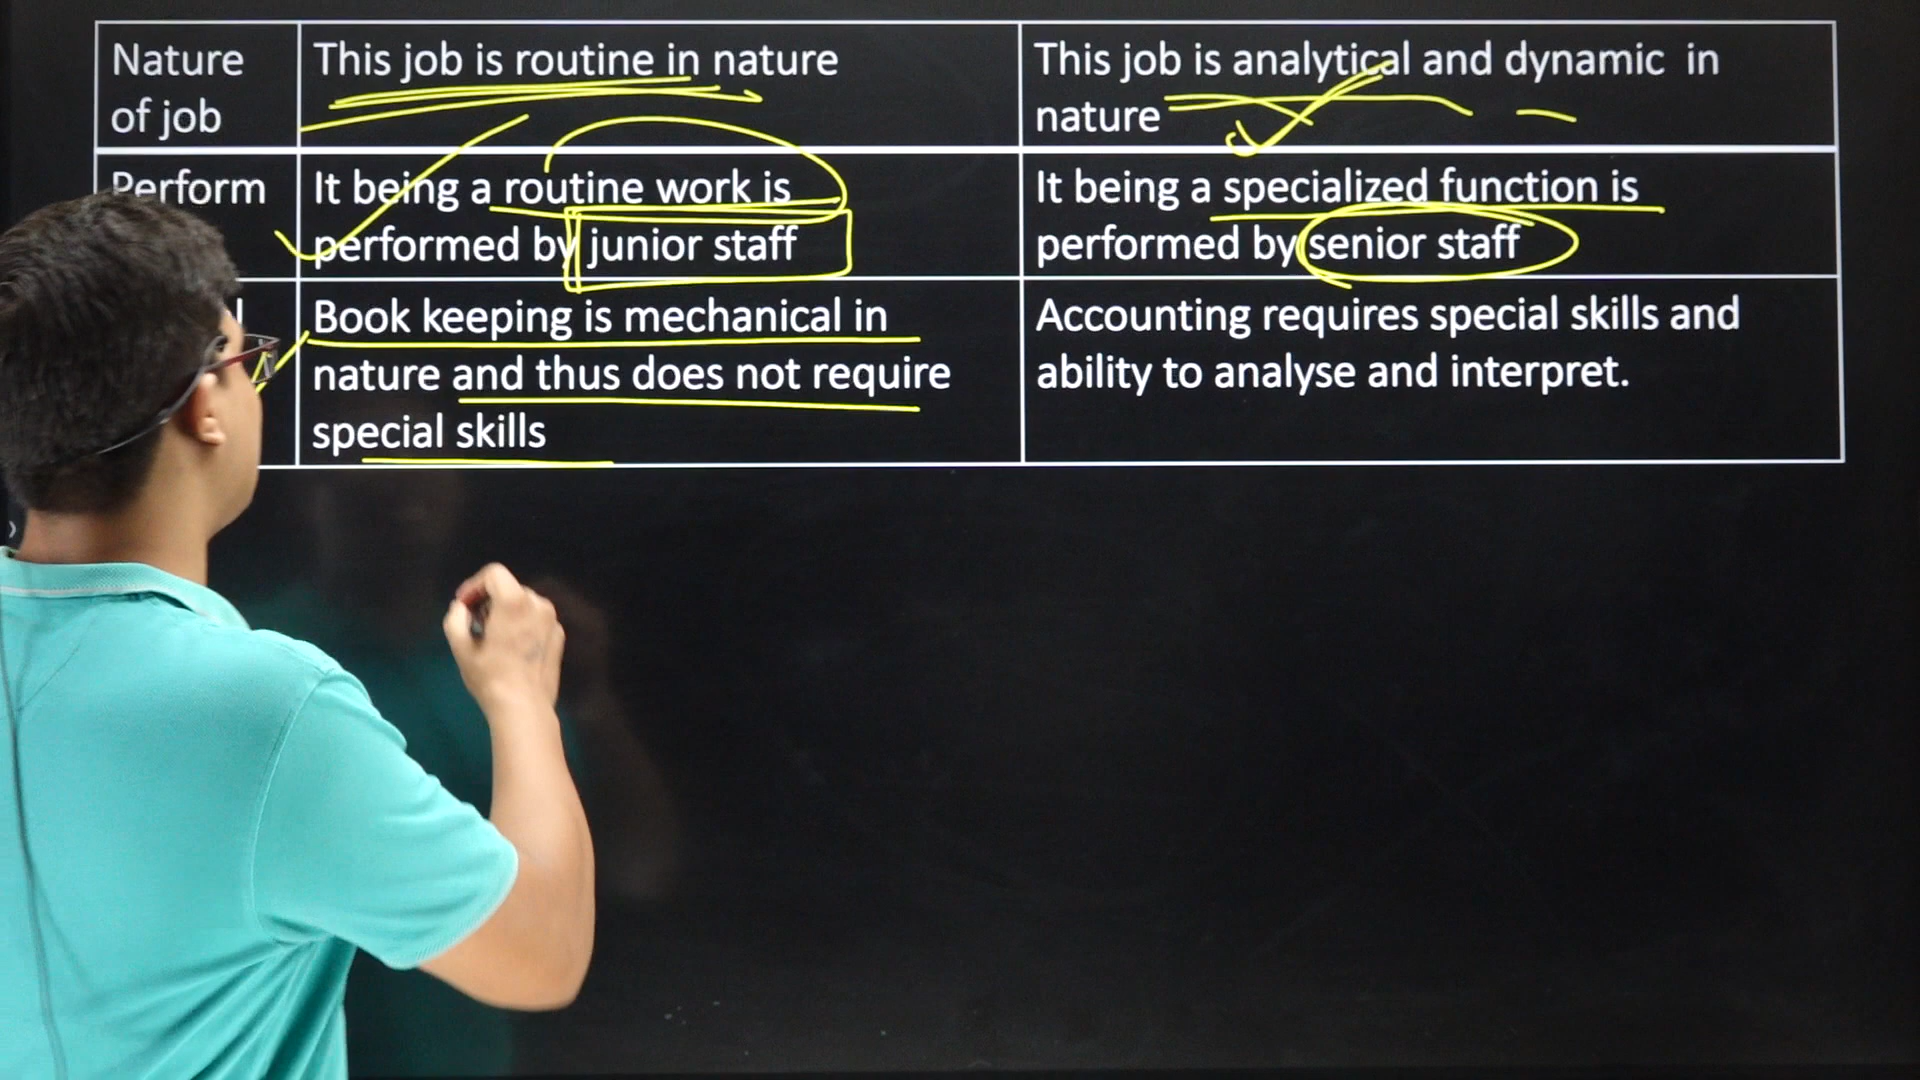 Nature
of job
This job is routine in nature
This job is analytical and dynamic in
nature
Perform
It being a routine work is
performed by junior staff
It being a specialized function is
performed by senior staff
Book keeping is mechanical in
nature and thus does not require
special skills
Accounting requires special skills and
ability to analyse and interpret.